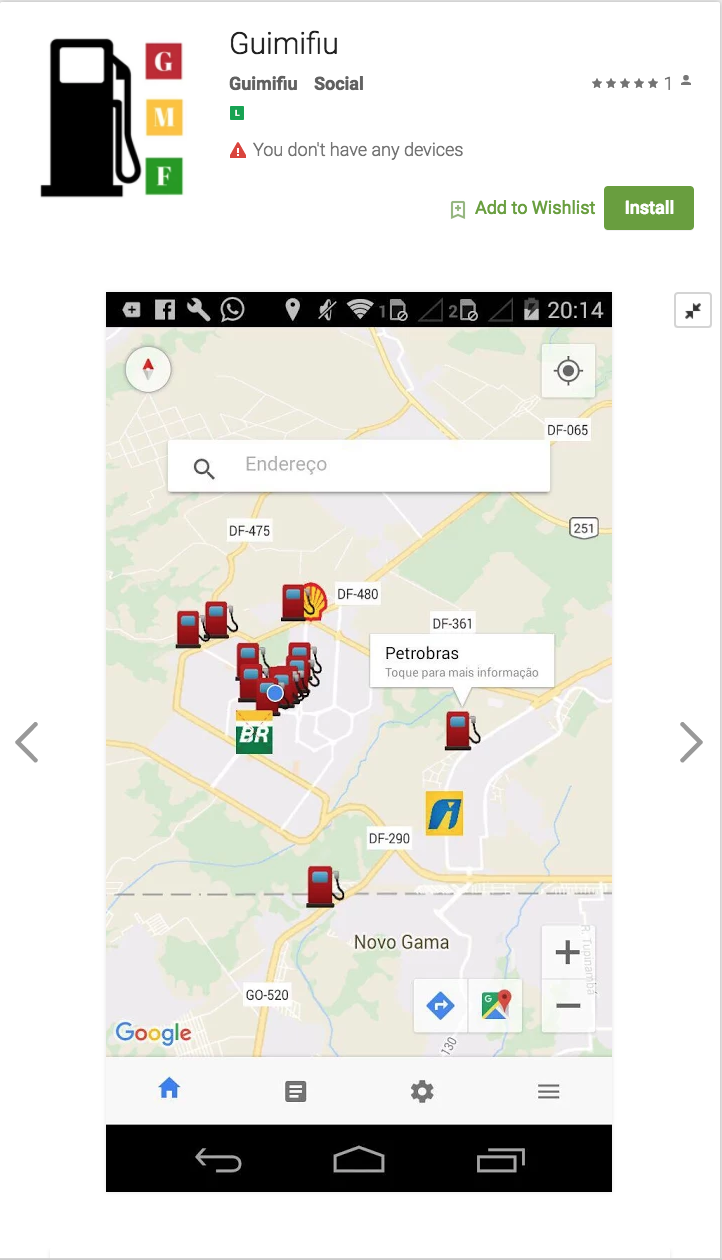 Guimifiu
G
Guimifiu Social
1
M
L
You don't have any devices
F
Add to Wishlist
Install
1 2 20:14
DF-065
Endereço
251
DF-475
DF-480
DF-361
Petrobras
Toque para mais informação
BR
DF-290
Novo Gama
R. Tupinambá
GO-520
G
Google
130